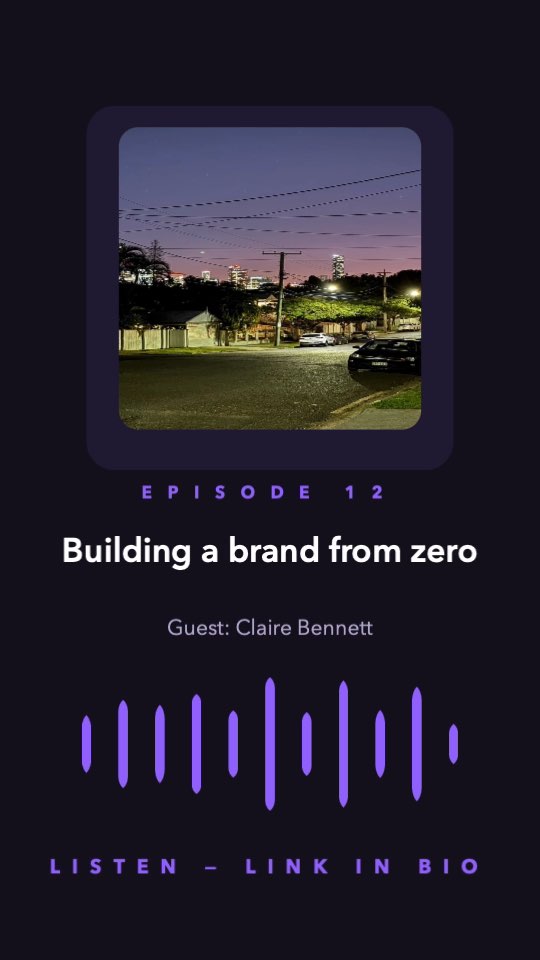 EPISODE 12
Building a brand from zero
Guest: Claire Bennett
LISTEN – LINK IN BIO